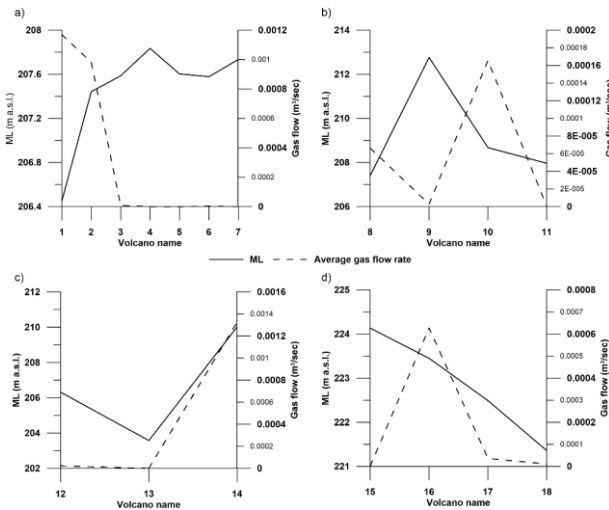 a)
208
207.6
207.2
206.8
206.4
ML (m a.s.l.)
0.0012
0.001
0.0008
0.0006
0.0004
0.0002
0
Gas flow (m³/sec)
1 2 3 4 5 6 7
Volcano name
b)
214
212
210
208
206
ML (m a.s.l.)
0.0002
0.00018
0.00016
0.00014
0.00012
0.0001
8E-005
6E-005
4E-005
2E-005
0
Gas flow (m³/sec)
8 9 10 11
Volcano name
ML Average gas flow rate
c)
212
210
208
206
204
202
ML (m a.s.l.)
0.0016
0.0014
0.0012
0.001
0.0008
0.0006
0.0004
0.0002
0
Gas flow (m³/sec)
12 13 14
Volcano name
d)
225
224
223
222
221
ML (m a.s.l.)
0.0008
0.0007
0.0006
0.0005
0.0004
0.0003
0.0002
0.0001
0
Gas flow (m³/sec)
15 16 17 18
Volcano name